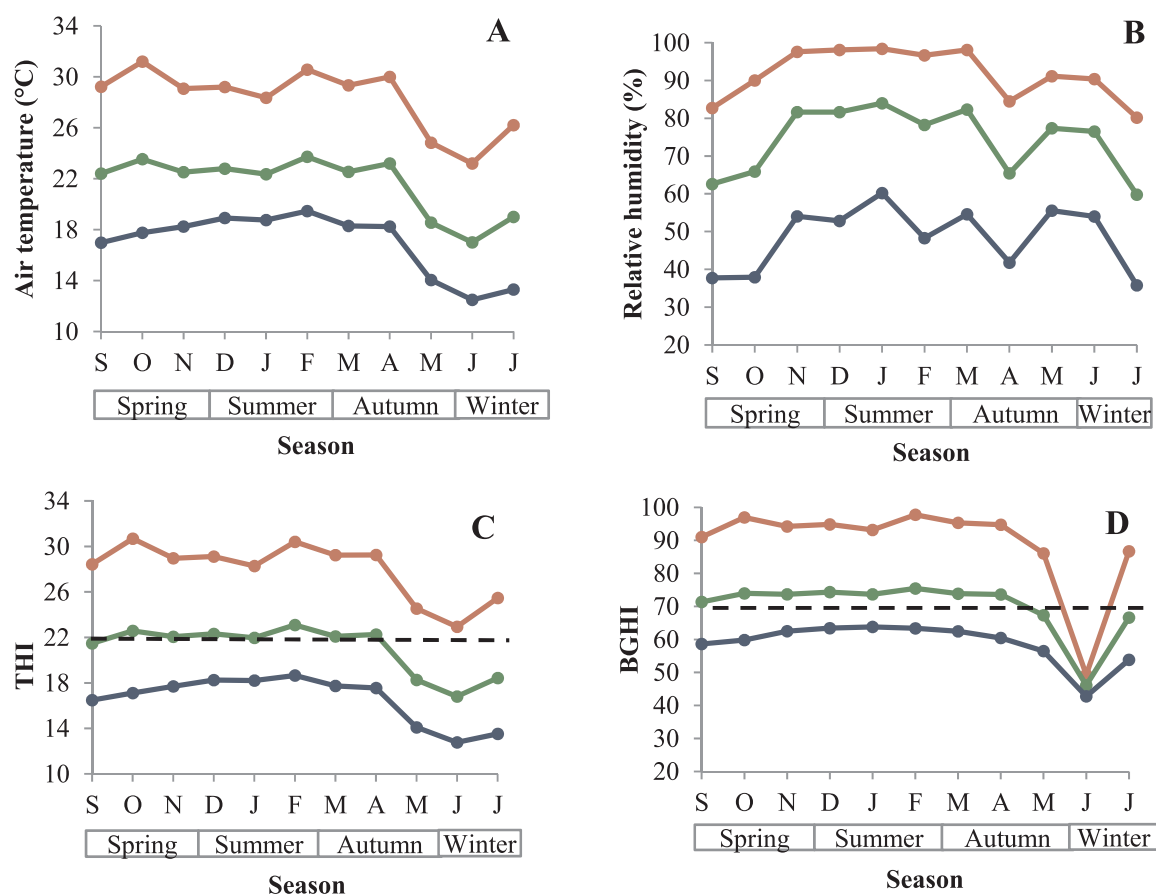 A
Air temperature (°C)
34
30
26
22
18
14
10
S O N D J F M A M J J
Spring Summer Autumn Winter
Season
B
Relative humidity (%)
100
90
80
70
60
50
40
30
20
S O N D J F M A M J J
Spring Summer Autumn Winter
Season
C
THI
34
30
26
22
18
14
10
S O N D J F M A M J J
Spring Summer Autumn Winter
Season
D
BGHI
100
90
80
70
60
50
40
30
20
S O N D J F M A M J J
Spring Summer Autumn Winter
Season